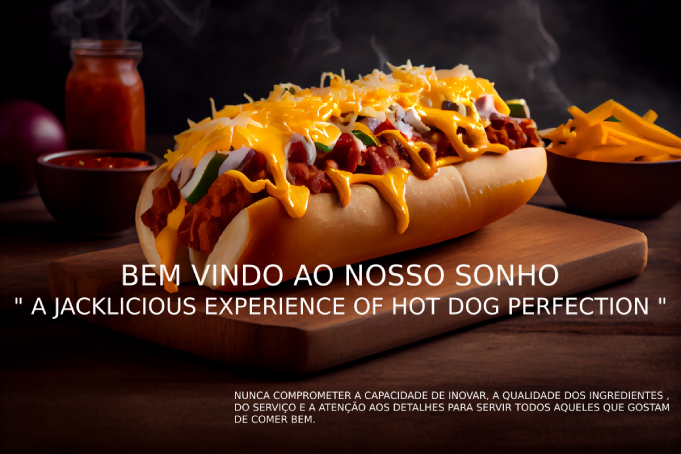 BEM VINDO AO NOSSO SONHO
" A JACKLICIOUS EXPERIENCE OF HOT DOG PERFECTION "
NUNCA COMPROMETER A CAPACIDADE DE INOVAR, A QUALIDADE DOS INGREDIENTES ,
DO SERVIÇO E A ATENÇÃO AOS DETALHES PARA SERVIR TODOS AQUELES QUE GOSTAM
DE COMER BEM.